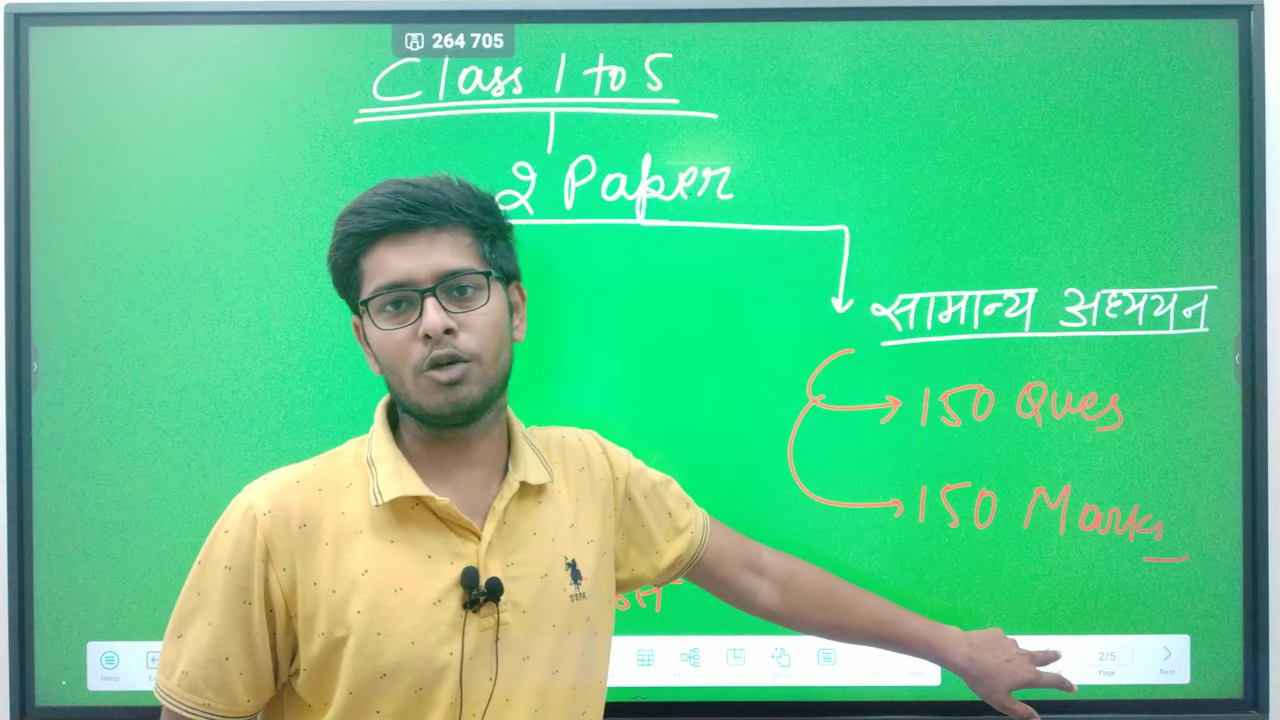 264 705
Class 1 to 5
2 Paper
सामान्य अध्ययन
150 Ques
150 Marks
Menu
2/5
Page
Next